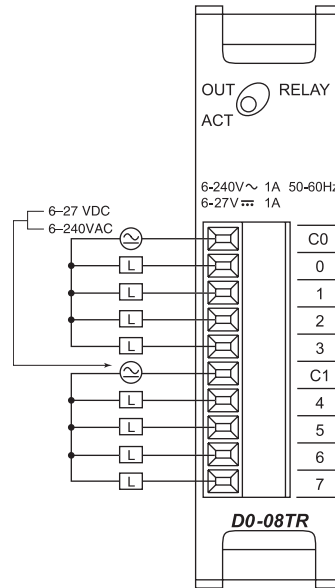 OUT RELAY
ACT
6-240V~ 1A 50-60Hz
6-27V⎓ 1A
6–27 VDC
6–240VAC
C0
L 0
L 1
L 2
L 3
C1
L 4
L 5
L 6
L 7
D0-08TR